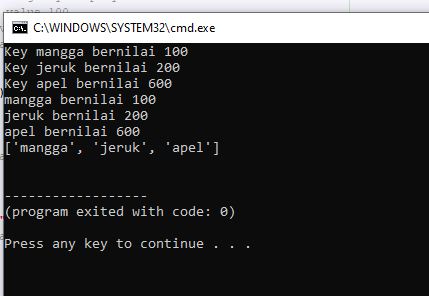 value 100
C:\WINDOWS\SYSTEM32\cmd.exe
Key mangga bernilai 100
Key jeruk bernilai 200
Key apel bernilai 600
mangga bernilai 100
jeruk bernilai 200
apel bernilai 600
['mangga', 'jeruk', 'apel']
------------------
(program exited with code: 0)
Press any key to continue . . .